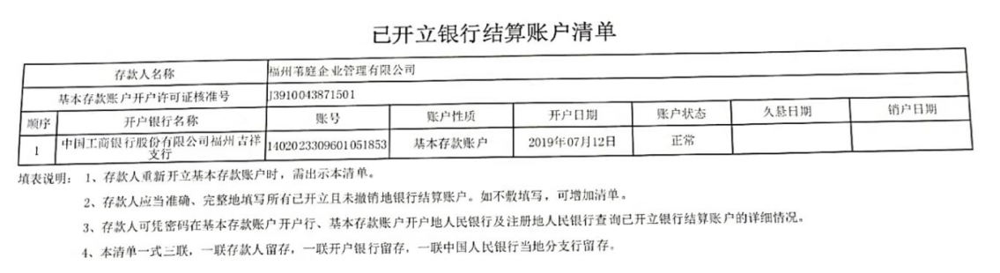 已开立银行结算账户清单
存款人名称 福州苇庭企业管理有限公司
基本存款账户开户许可证核准号 J3910043871501
顺序 开户银行名称 账号 账户性质 开户日期 账户状态 久悬日期 销户日期
1 中国工商银行股份有限公司福州吉祥支行 1402023309601051853 基本存款账户 2019年07月12日 正常
填表说明： 1、存款人重新开立基本存款账户时，需出示本清单。
2、存款人应当准确、完整地填写所有已开立且未撤销地银行结算账户。如不敷填写，可增加清单。
3、存款人可凭密码在基本存款账户开户行、基本存款账户开户地人民银行及注册地人民银行查询已开立银行结算账户的详细情况。
4、本清单一式三联，一联存款人留存，一联开户银行留存，一联中国人民银行当地分支行留存。